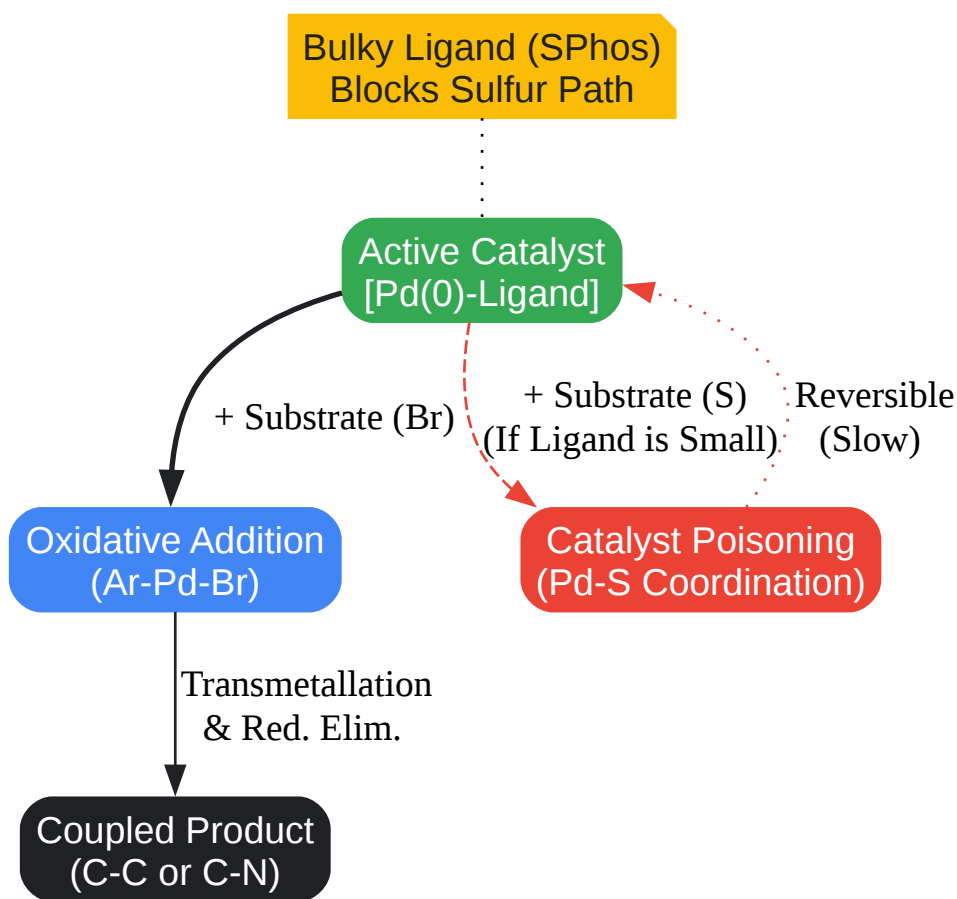 Bulky Ligand (SPhos)
Blocks Sulfur Path
Active Catalyst
[Pd(0)-Ligand]
+ Substrate (Br)
+ Substrate (S)
(If Ligand is Small)
Reversible
(Slow)
Oxidative Addition
(Ar-Pd-Br)
Catalyst Poisoning
(Pd-S Coordination)
Transmetallation
& Red. Elim.
Coupled Product
(C-C or C-N)